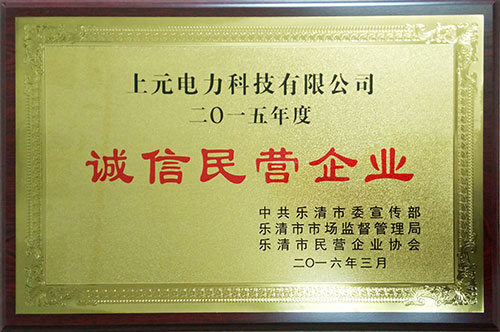 上元电力科技有限公司
二〇一五年度
诚信民营企业
中共乐清市委宣传部
乐清市市场监督管理局
乐清市民营企业协会
二〇一六年三月